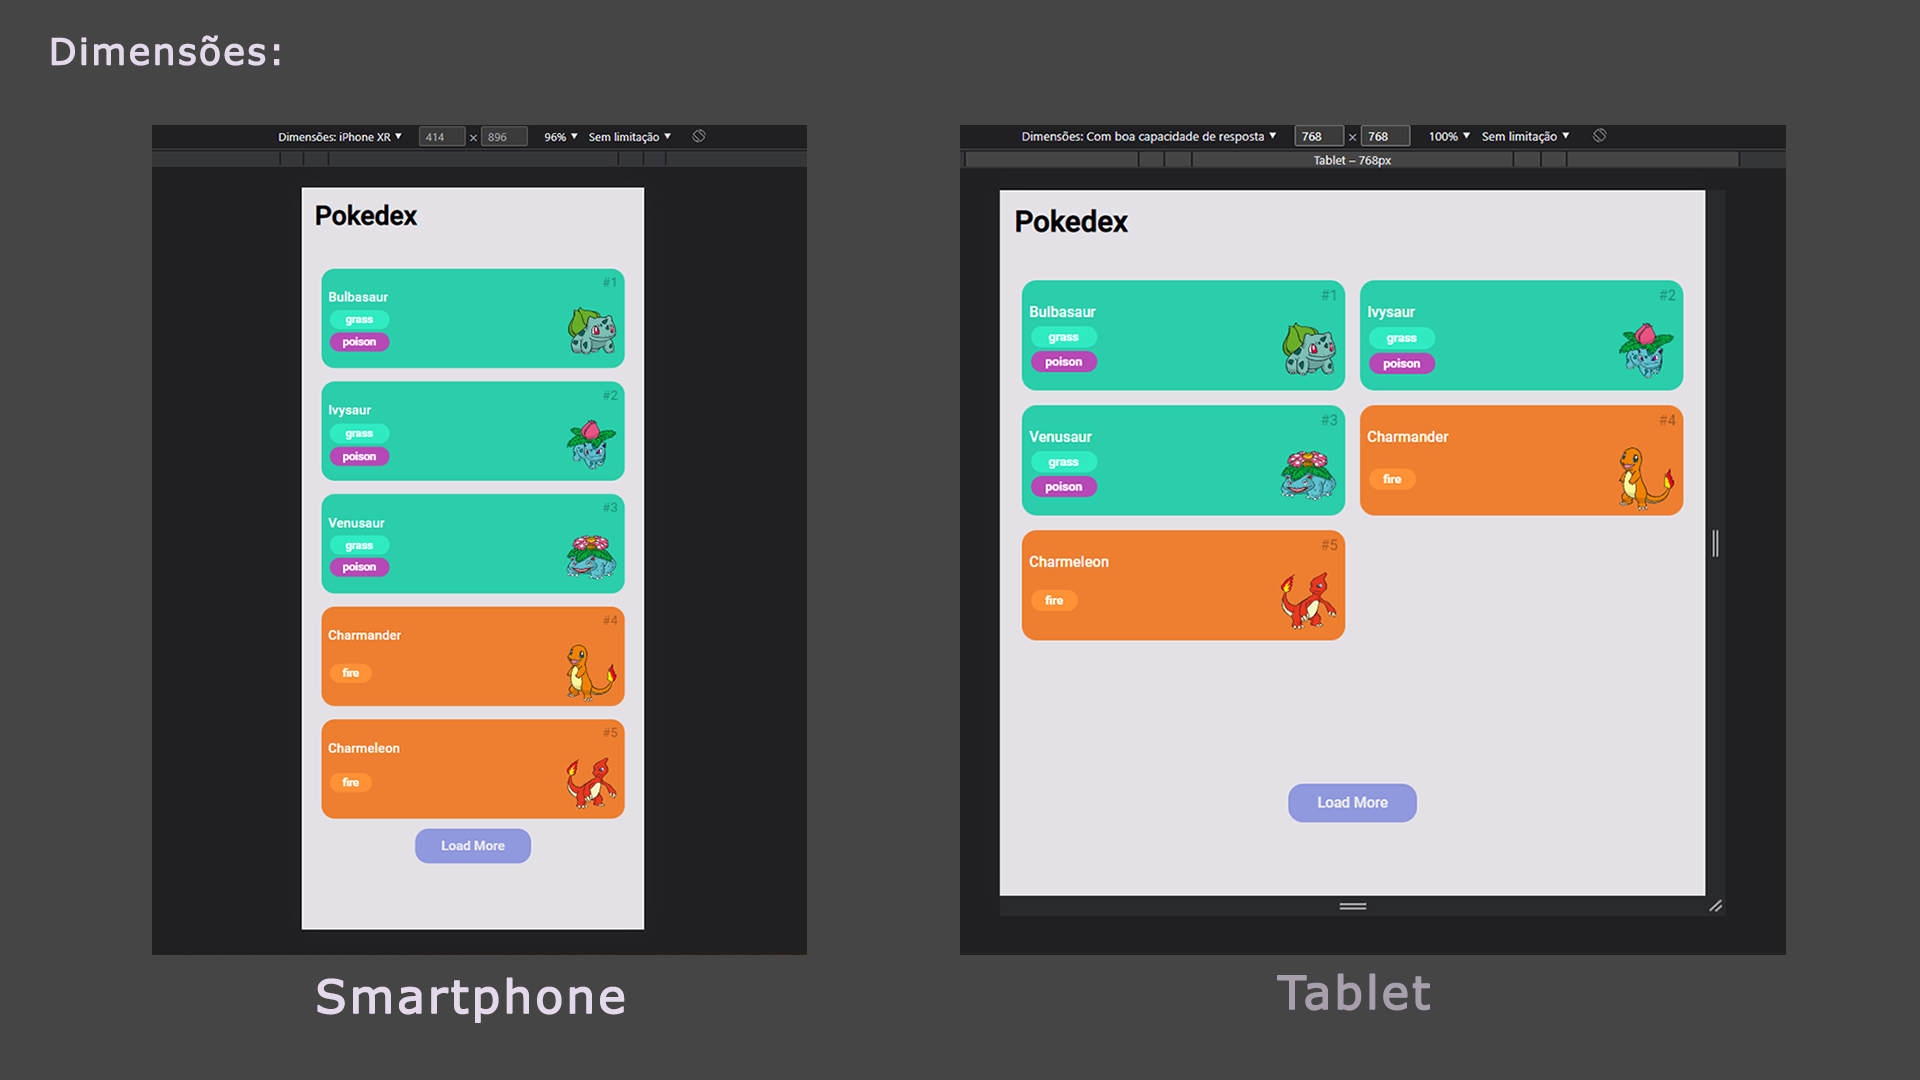 Dimensões:
Dimensões: iPhone XR ▼ 414 × 896 96% ▼ Sem limitação ▼
Pokedex
#1
Bulbasaur
grass
poison
#2
Ivysaur
grass
poison
#3
Venusaur
grass
poison
#4
Charmander
fire
#5
Charmeleon
fire
Load More
Smartphone
Dimensões: Com boa capacidade de resposta ▼ 768 × 768 100% ▼ Sem limitação ▼
Tablet – 768px
Pokedex
#1
Bulbasaur
grass
poison
#2
Ivysaur
grass
poison
#3
Venusaur
grass
poison
#4
Charmander
fire
#5
Charmeleon
fire
Load More
Tablet